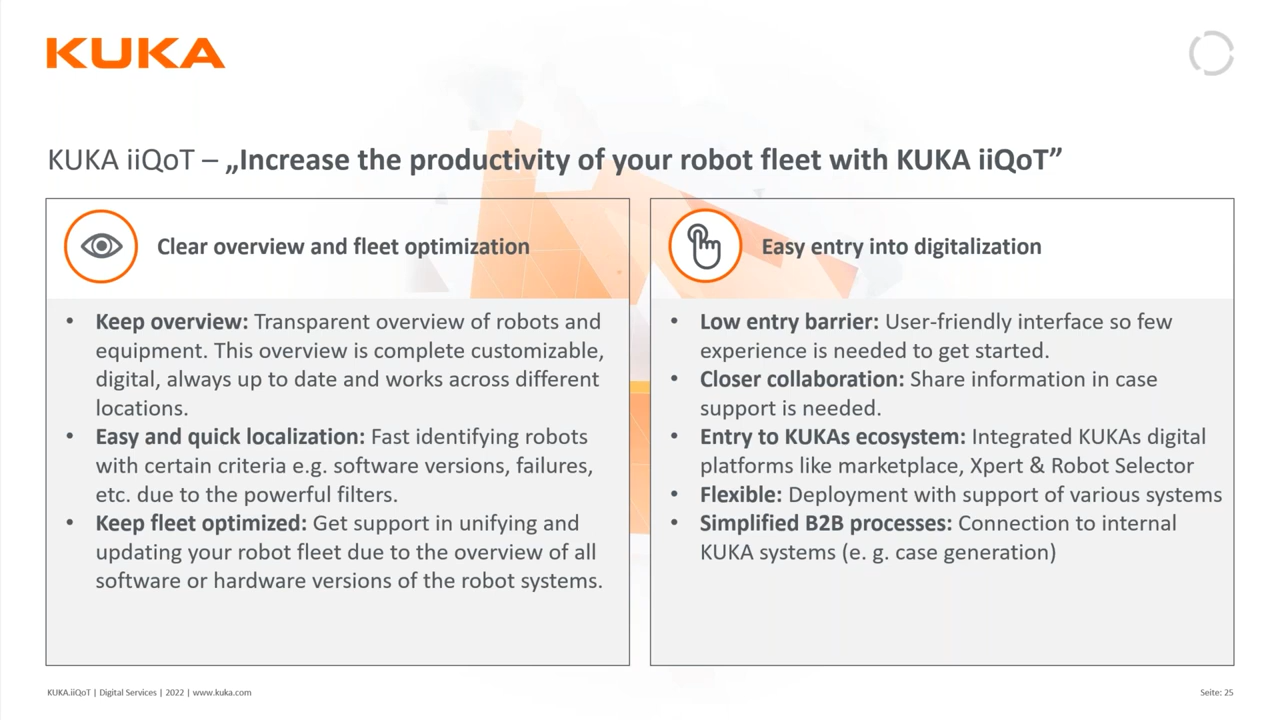 KUKA
KUKA iiQoT – „Increase the productivity of your robot fleet with KUKA iiQoT”
Clear overview and fleet optimization
• Keep overview: Transparent overview of robots and
equipment. This overview is complete customizable,
digital, always up to date and works across different
locations.
• Easy and quick localization: Fast identifying robots
with certain criteria e.g. software versions, failures,
etc. due to the powerful filters.
• Keep fleet optimized: Get support in unifying and
updating your robot fleet due to the overview of all
software or hardware versions of the robot systems.
Easy entry into digitalization
• Low entry barrier: User-friendly interface so few
experience is needed to get started.
• Closer collaboration: Share information in case
support is needed.
• Entry to KUKAs ecosystem: Integrated KUKAs digital
platforms like marketplace, Xpert & Robot Selector
• Flexible: Deployment with support of various systems
• Simplified B2B processes: Connection to internal
KUKA systems (e. g. case generation)
KUKA.iiQoT | Digital Services | 2022 | www.kuka.com
Seite: 25